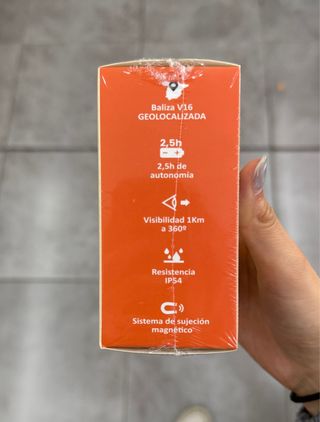 Baliza V16
GEOLOCALIZADA
2,5h
2,5h de
autonomía
Visibilidad 1Km
a 360º
Resistencia
IP54
Sistema de sujeción
magnético